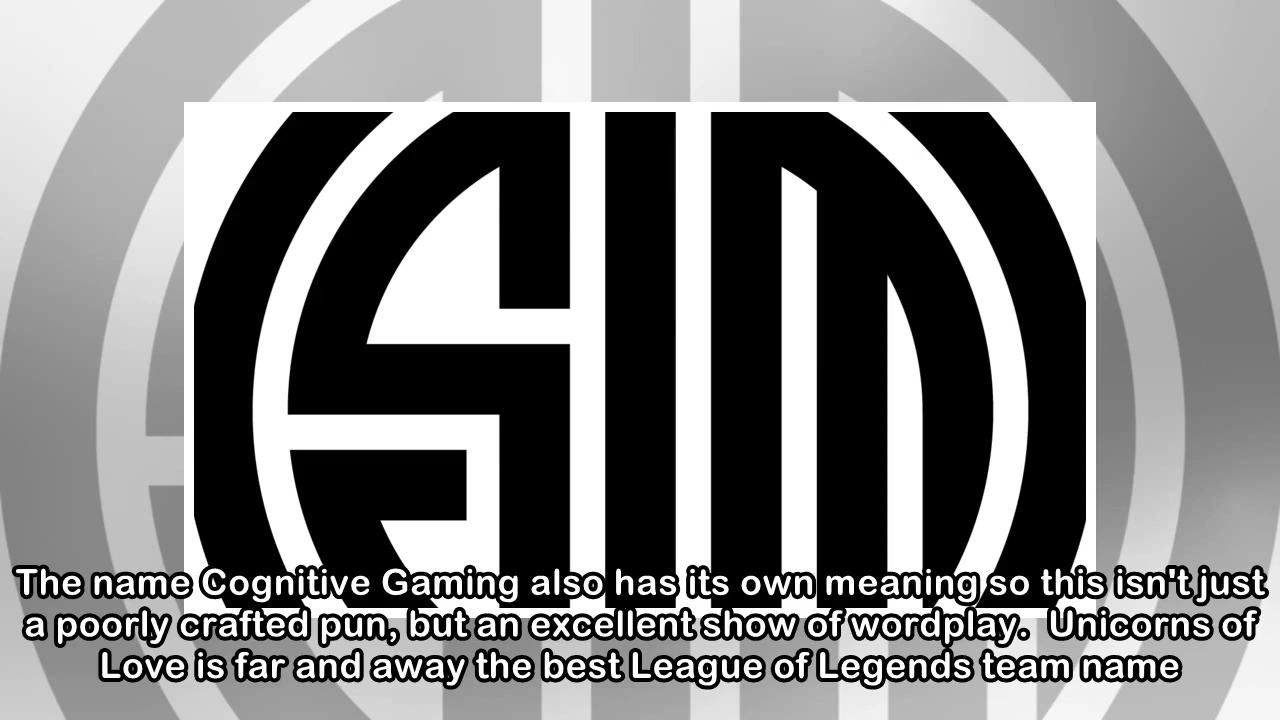 The name Cognitive Gaming also has its own meaning so this isn't just
a poorly crafted pun, but an excellent show of wordplay.  Unicorns of
Love is far and away the best League of Legends team name